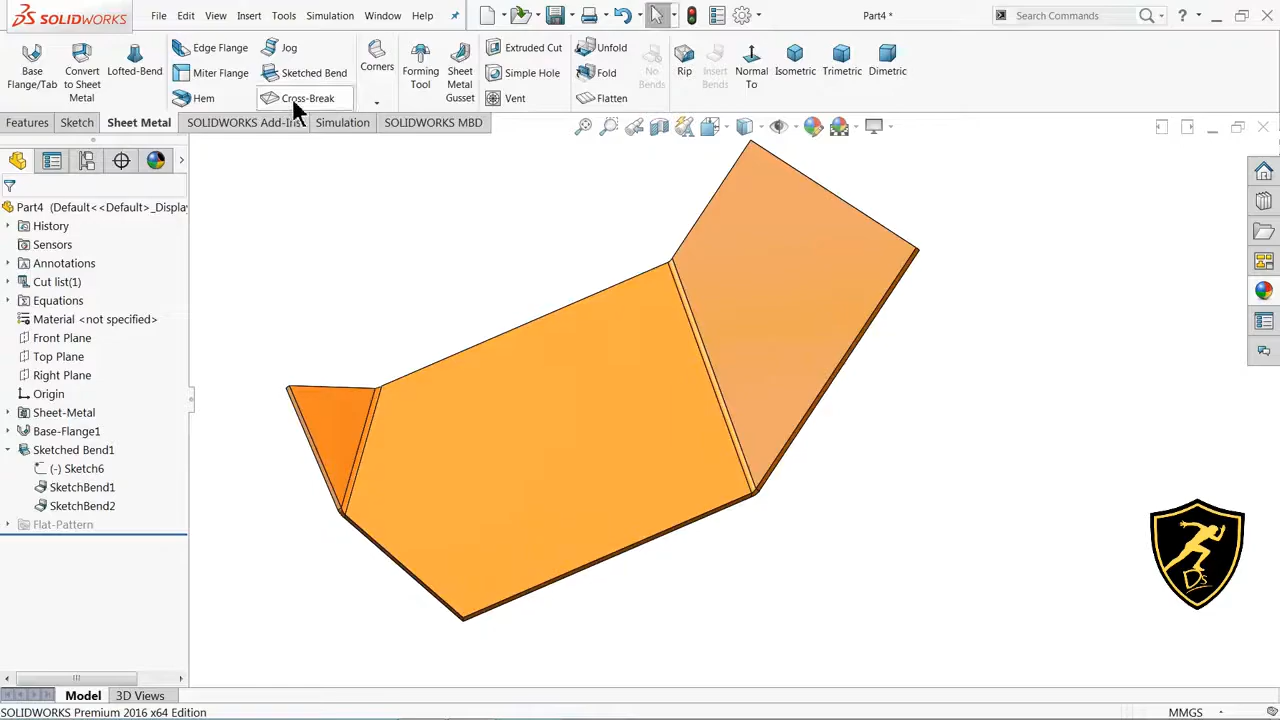 SOLIDWORKS File Edit View Insert Tools Simulation Window Help Part4 * Search Commands ?
Base Flange/Tab
Convert to Sheet Metal
Lofted-Bend
Edge Flange
Miter Flange
Hem
Jog
Sketched Bend
Cross-Break
Corners
Forming Tool
Sheet Metal Gusset
Extruded Cut
Simple Hole
Vent
Unfold
Fold
Flatten
No Bends
Rip
Insert Bends
Normal To
Isometric
Trimetric
Dimetric
Features Sketch Sheet Metal SOLIDWORKS Add-Ins Simulation SOLIDWORKS MBD
Part4 (Default<<Default>_Display
History
Sensors
Annotations
Cut list(1)
Equations
Material <not specified>
Front Plane
Top Plane
Right Plane
Origin
Sheet-Metal
Base-Flange1
Sketched Bend1
(-) Sketch6
SketchBend1
SketchBend2
Flat-Pattern
Ds
Model 3D Views
SOLIDWORKS Premium 2016 x64 Edition MMGS